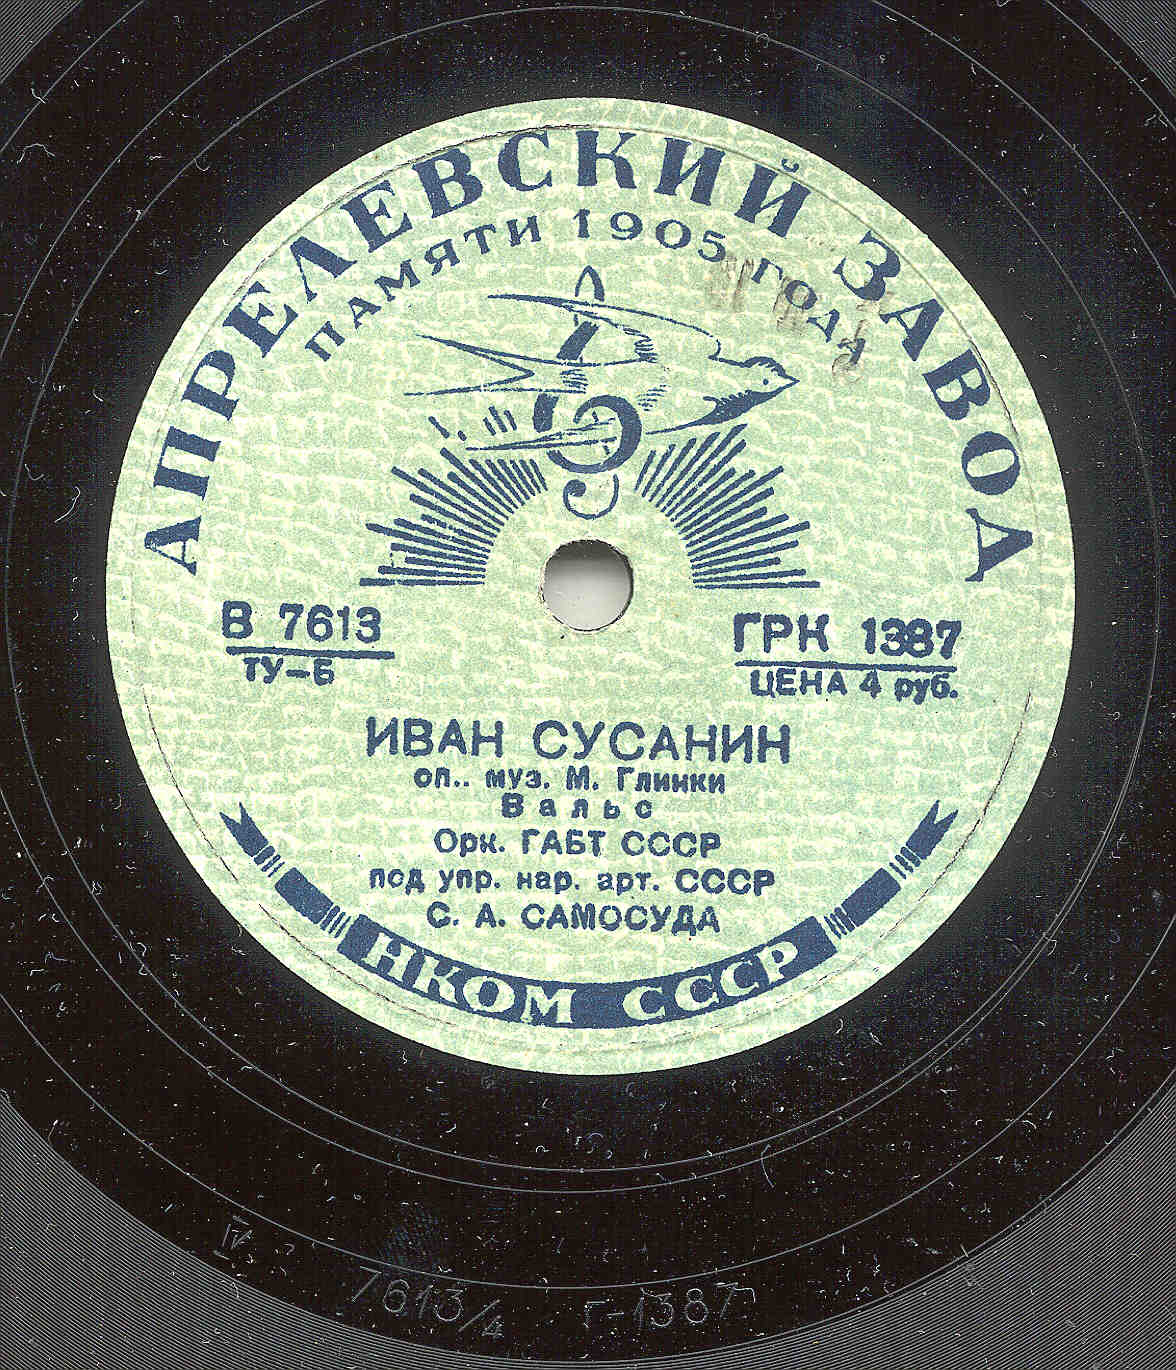 АПРЕЛЕВСКИЙ ЗАВОД
ПАМЯТИ 1905 ГОДА
В 7613
ТУ-Б
ГРК 1387
ЦЕНА 4 руб.
ИВАН СУСАНИН
оп.. муз. М. Глинки
Вальс
Орк. ГАБТ СССР
под упр. нар. арт. СССР
С. А. САМОСУДА
НКОМ СССР
IV
7613/4 Г-1387